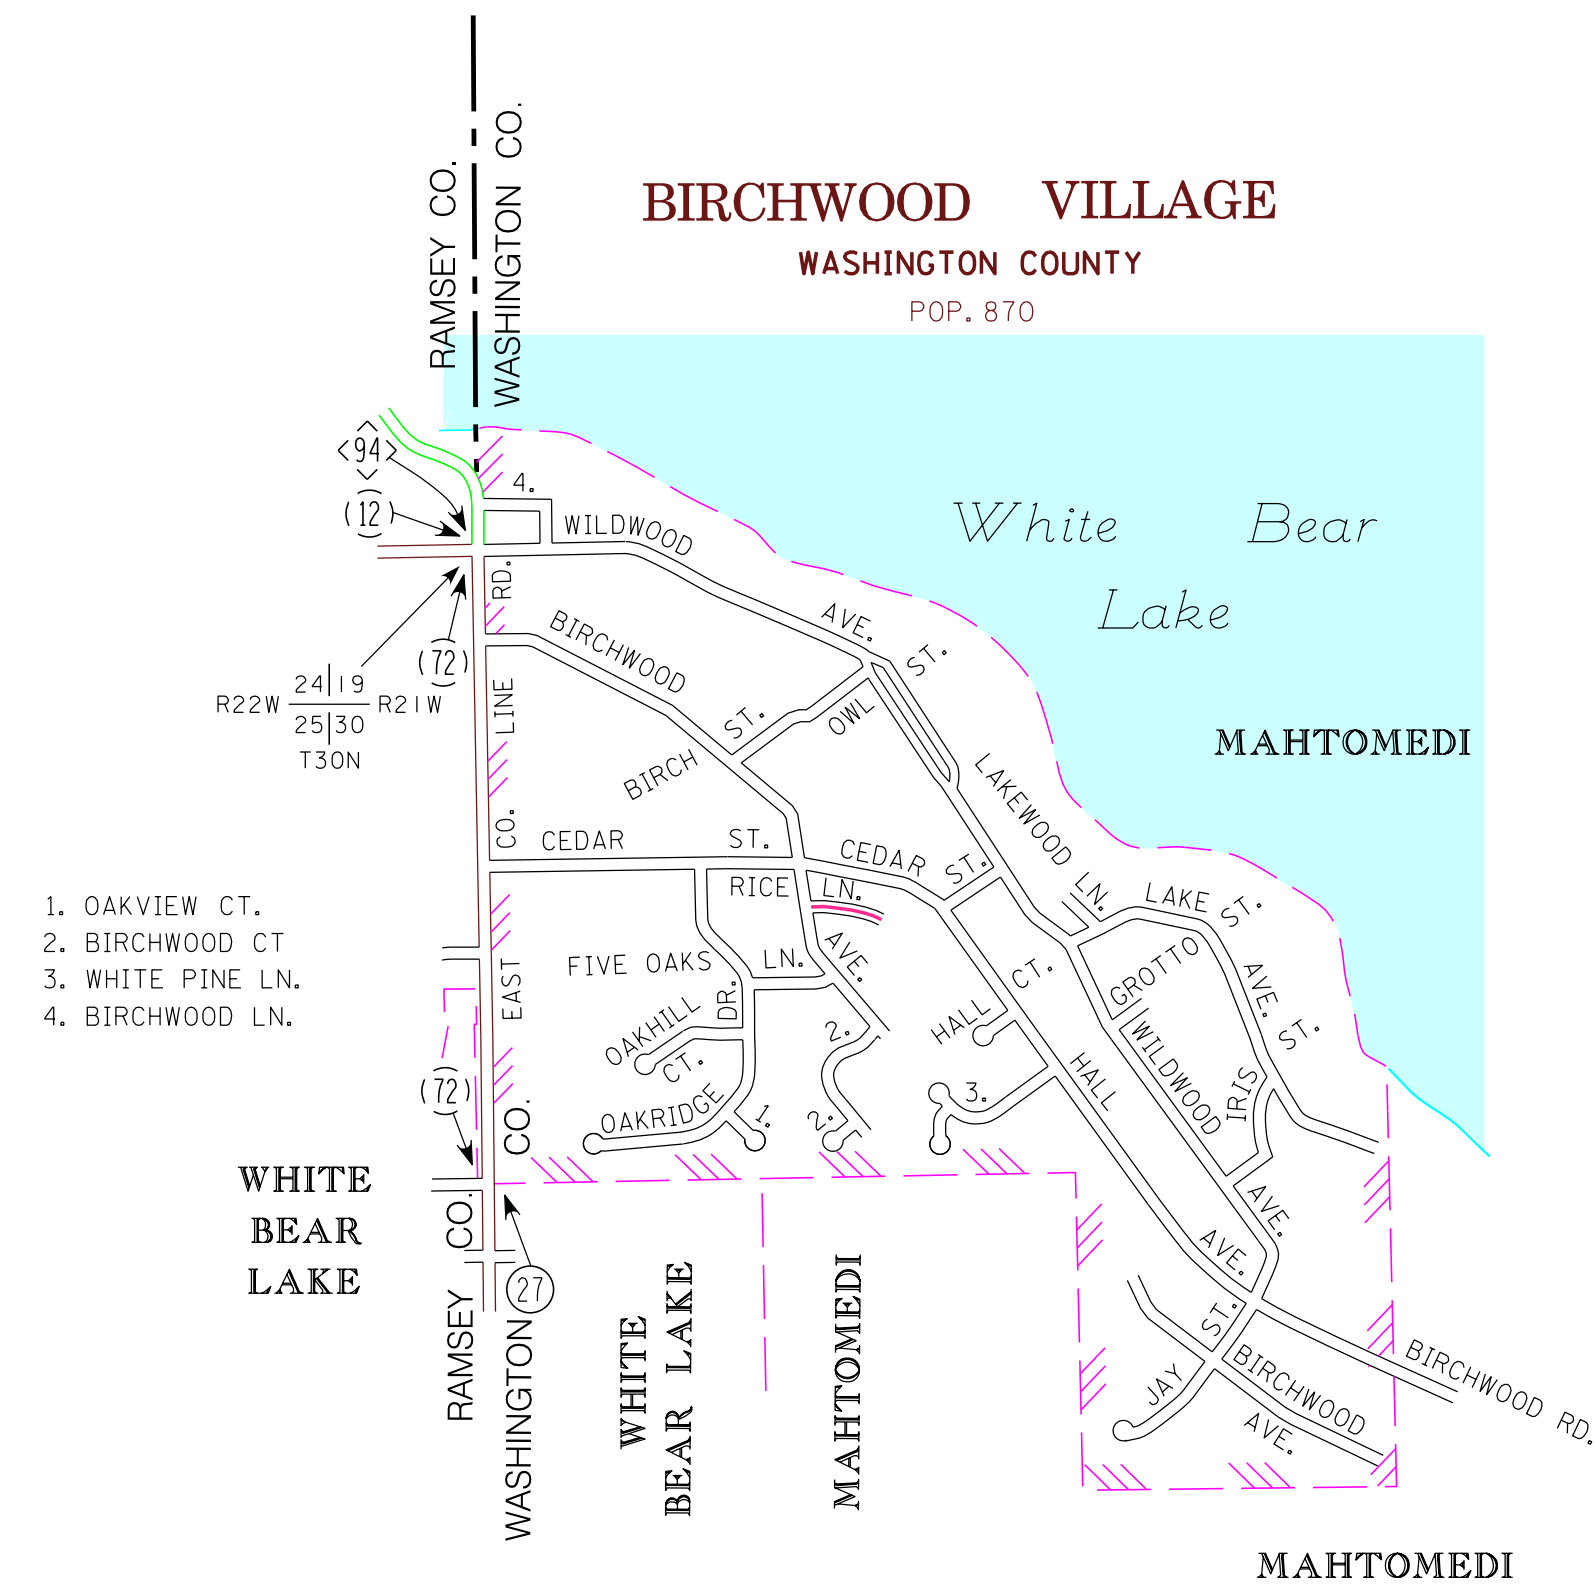 RAMSEY CO.
WASHINGTON CO.
BIRCHWOOD VILLAGE
WASHINGTON COUNTY
POP. 870
White Bear
Lake
94
12
4.
WILDWOOD AVE.
RD.
BIRCHWOOD
ST.
72
24|19
R22W R21W
25|30
T30N
LINE
OWL
ST.
BIRCH
MAHTOMEDI
LAKEWOOD LN.
CO.
CEDAR ST.
CEDAR
ST.
RICE LN.
LAKE
ST.
1. OAKVIEW CT.
2. BIRCHWOOD CT
3. WHITE PINE LN.
4. BIRCHWOOD LN.
AVE.
FIVE OAKS LN.
EAST
DR.
OAKHILL
CT.
2.
HALL
CT.
GROTTO
ST.
AVE.
WILDWOOD
IRIS
72
OAKRIDGE
1.
2.
3.
HALL
CO.
WHITE
BEAR
LAKE
CO.
AVE.
AVE.
27
RAMSEY
WASHINGTON
WHITE
BEAR LAKE
MAHTOMEDI
ST.
JAY
BIRCHWOOD
AVE.
BIRCHWOOD RD.
MAHTOMEDI